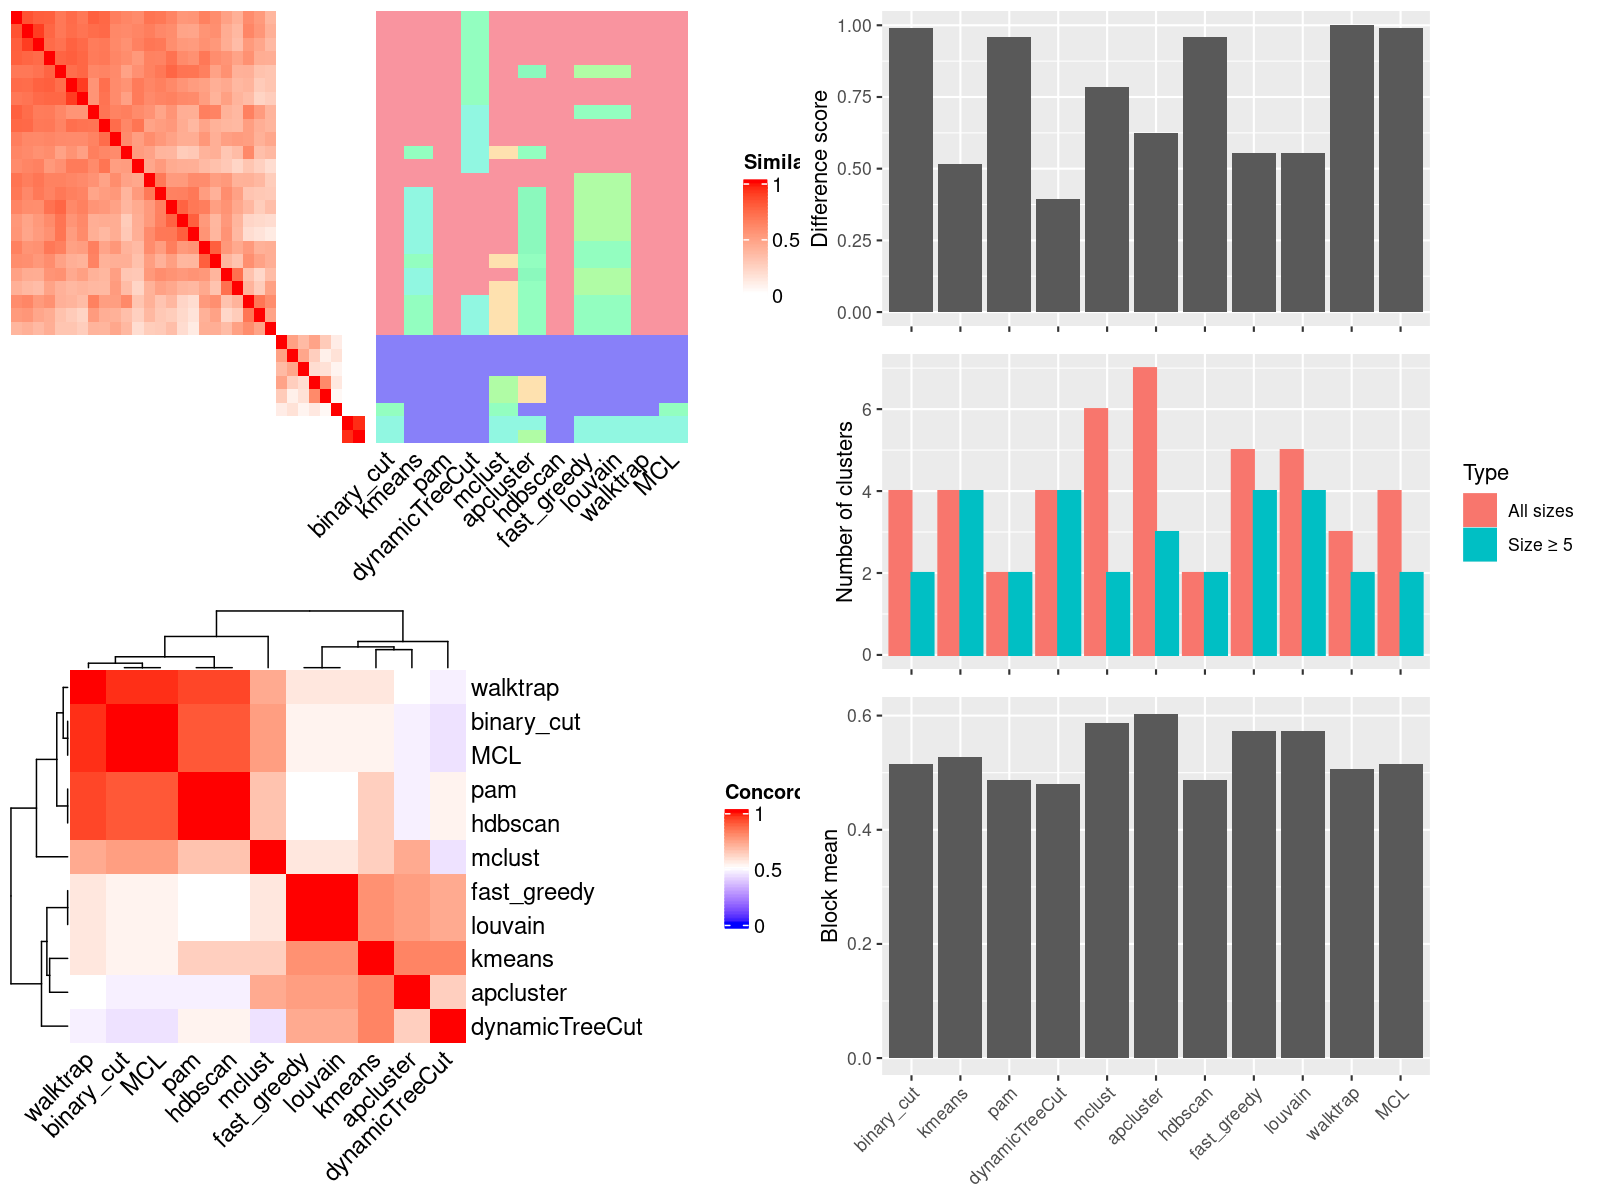 Simila
1
0.5
0
binary_cut
kmeans
pam
dynamicTreeCut
mclust
apcluster
hdbscan
fast_greedy
louvain
walktrap
MCL
walktrap
binary_cut
MCL
pam
hdbscan
mclust
fast_greedy
louvain
kmeans
apcluster
dynamicTreeCut
Concord
1
0.5
0
walktrap
binary_cut
MCL
pam
hdbscan
mclust
fast_greedy
louvain
kmeans
apcluster
dynamicTreeCut
Difference score
1.00
0.75
0.50
0.25
0.00
Number of clusters
6
4
2
0
Type
All sizes
Size ≥ 5
Block mean
0.6
0.4
0.2
0.0
binary_cut
kmeans
pam
dynamicTreeCut
mclust
apcluster
hdbscan
fast_greedy
louvain
walktrap
MCL